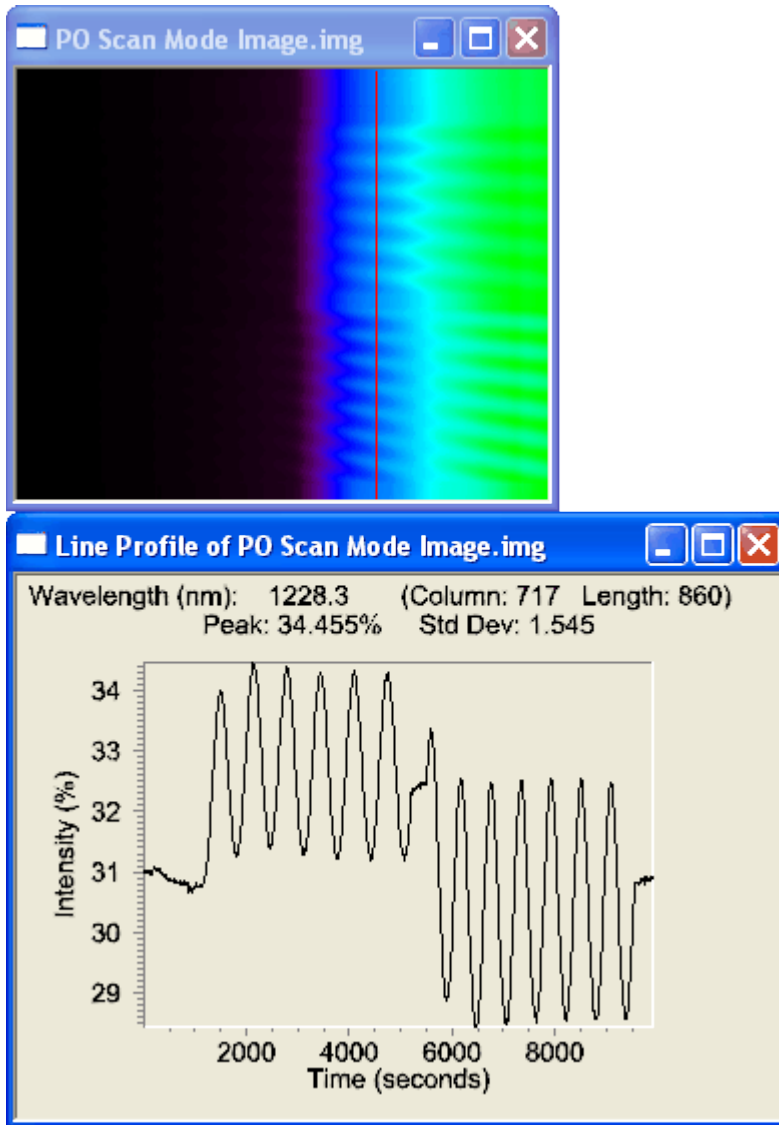 PO Scan Mode Image.img
Line Profile of PO Scan Mode Image.img
Wavelength (nm): 1228.3 (Column: 717 Length: 860)
Peak: 34.455% Std Dev: 1.545
34
33
32
31
30
29
Intensity (%)
2000 4000 6000 8000
Time (seconds)